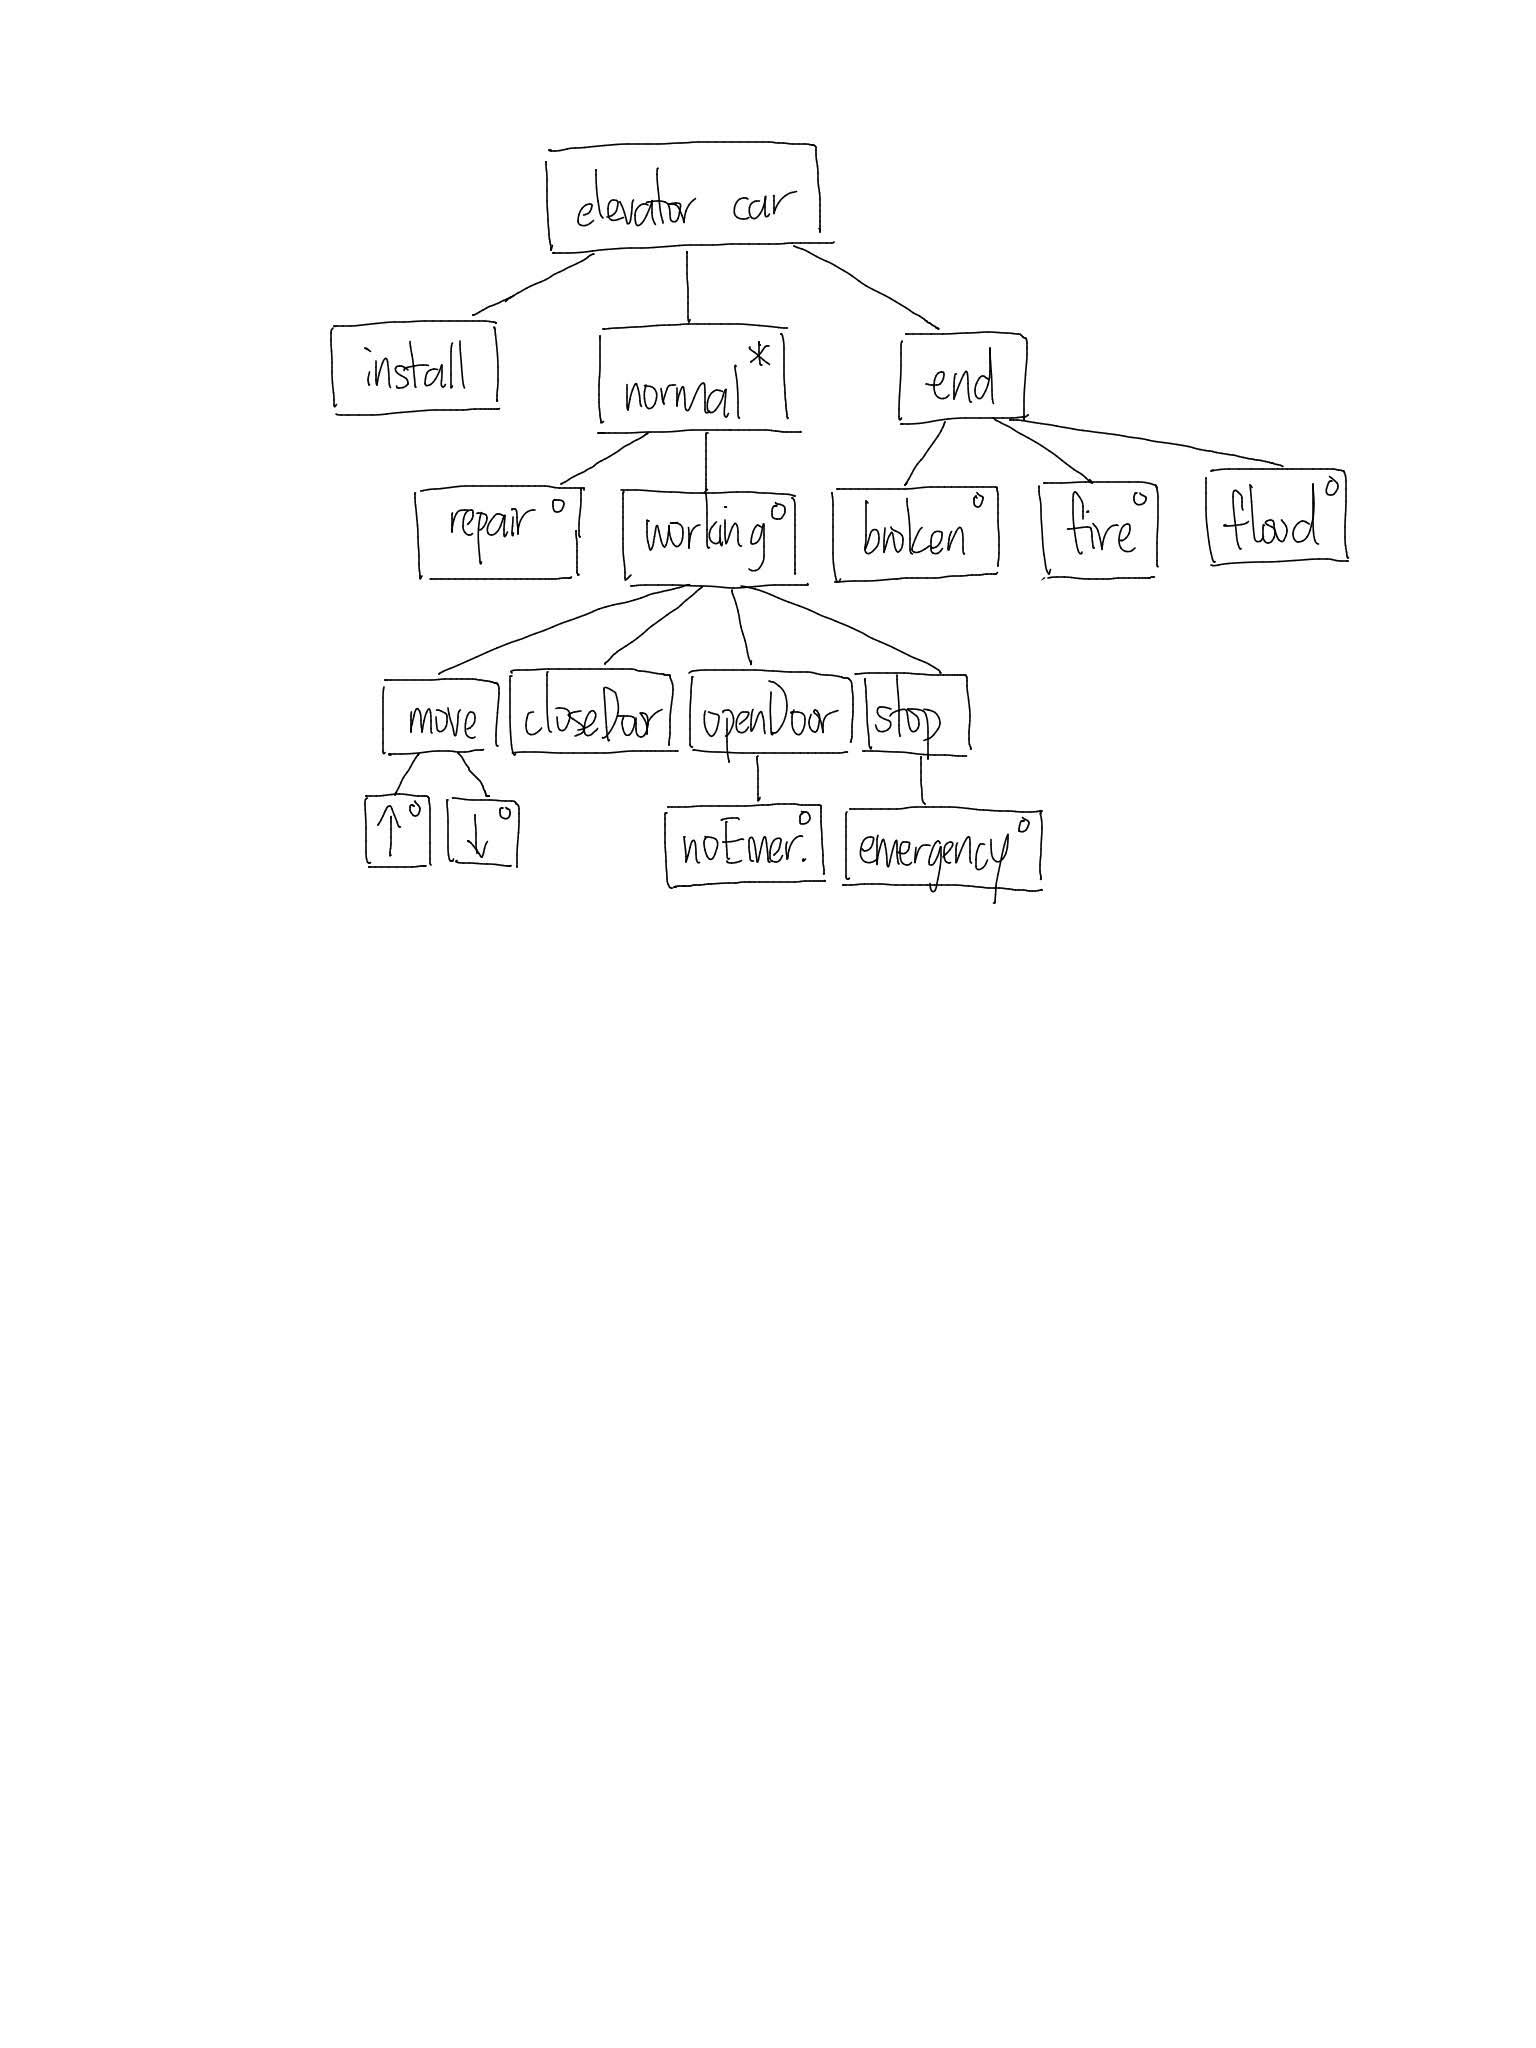 elevator car
install
normal *
end
repair o
working o
broken o
fire o
flood o
move
closeDoor
openDoor
stop
↑ o
↓ o
noEmer. o
emergency o